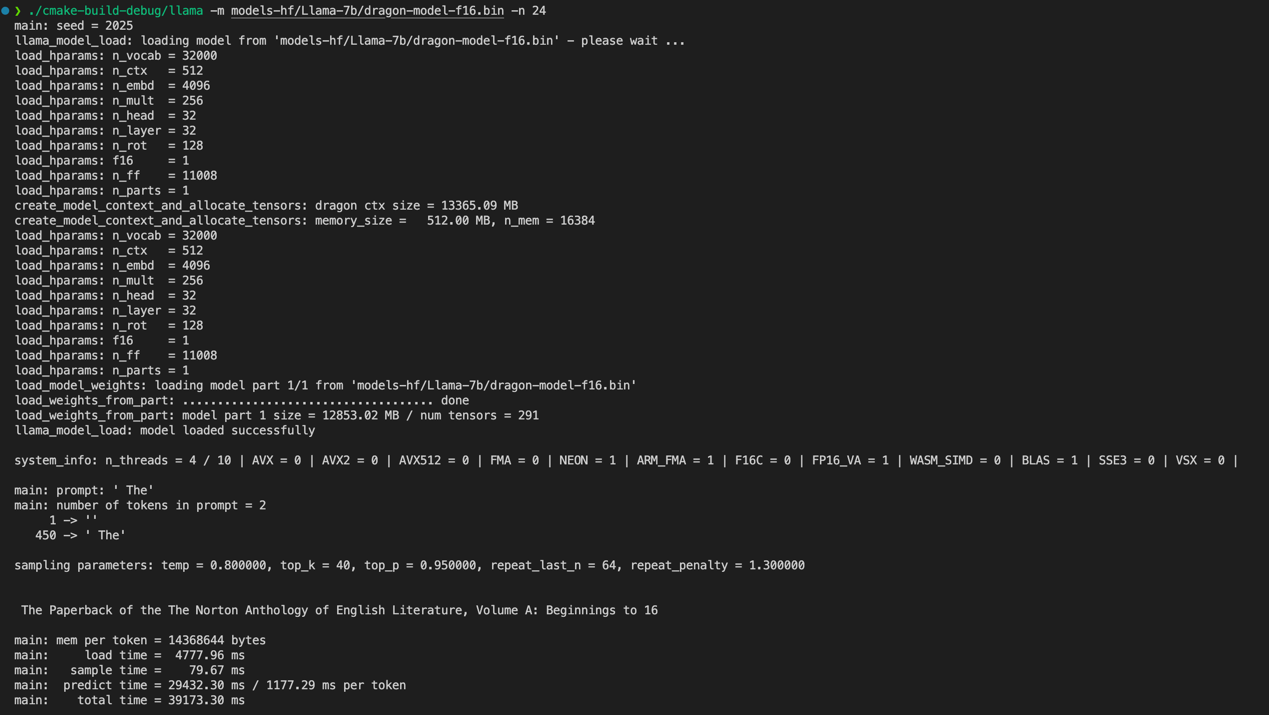 ❯ ./cmake-build-debug/llama -m models-hf/Llama-7b/dragon-model-f16.bin -n 24
main: seed = 2025
llama_model_load: loading model from 'models-hf/Llama-7b/dragon-model-f16.bin' - please wait ...
load_hparams: n_vocab = 32000
load_hparams: n_ctx   = 512
load_hparams: n_embd  = 4096
load_hparams: n_mult  = 256
load_hparams: n_head  = 32
load_hparams: n_layer = 32
load_hparams: n_rot   = 128
load_hparams: f16     = 1
load_hparams: n_ff    = 11008
load_hparams: n_parts = 1
create_model_context_and_allocate_tensors: dragon ctx size = 13365.09 MB
create_model_context_and_allocate_tensors: memory_size =   512.00 MB, n_mem = 16384
load_hparams: n_vocab = 32000
load_hparams: n_ctx   = 512
load_hparams: n_embd  = 4096
load_hparams: n_mult  = 256
load_hparams: n_head  = 32
load_hparams: n_layer = 32
load_hparams: n_rot   = 128
load_hparams: f16     = 1
load_hparams: n_ff    = 11008
load_hparams: n_parts = 1
load_model_weights: loading model part 1/1 from 'models-hf/Llama-7b/dragon-model-f16.bin'
load_weights_from_part: .................................... done
load_weights_from_part: model part 1 size = 12853.02 MB / num tensors = 291
llama_model_load: model loaded successfully
system_info: n_threads = 4 / 10 | AVX = 0 | AVX2 = 0 | AVX512 = 0 | FMA = 0 | NEON = 1 | ARM_FMA = 1 | F16C = 0 | FP16_VA = 1 | WASM_SIMD = 0 | BLAS = 1 | SSE3 = 0 | VSX = 0 |
main: prompt: ' The'
main: number of tokens in prompt = 2
     1 -> ''
   450 -> ' The'
sampling parameters: temp = 0.800000, top_k = 40, top_p = 0.950000, repeat_last_n = 64, repeat_penalty = 1.300000
 The Paperback of the The Norton Anthology of English Literature, Volume A: Beginnings to 16
main: mem per token = 14368644 bytes
main:     load time =  4777.96 ms
main:   sample time =    79.67 ms
main:  predict time = 29432.30 ms / 1177.29 ms per token
main:    total time = 39173.30 ms